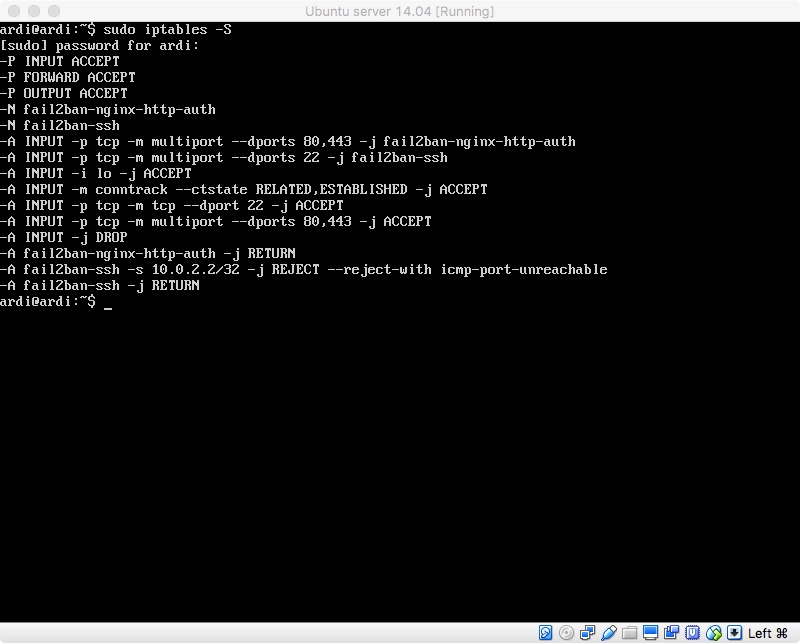 Ubuntu server 14.04 [Running]
ardi@ardi:~$ sudo iptables -S
[sudo] password for ardi:
-P INPUT ACCEPT
-P FORWARD ACCEPT
-P OUTPUT ACCEPT
-N fail2ban-nginx-http-auth
-N fail2ban-ssh
-A INPUT -p tcp -m multiport --dports 80,443 -j fail2ban-nginx-http-auth
-A INPUT -p tcp -m multiport --dports 22 -j fail2ban-ssh
-A INPUT -i lo -j ACCEPT
-A INPUT -m conntrack --ctstate RELATED,ESTABLISHED -j ACCEPT
-A INPUT -p tcp -m tcp --dport 22 -j ACCEPT
-A INPUT -p tcp -m multiport --dports 80,443 -j ACCEPT
-A INPUT -j DROP
-A fail2ban-nginx-http-auth -j RETURN
-A fail2ban-ssh -s 10.0.2.2/32 -j REJECT --reject-with icmp-port-unreachable
-A fail2ban-ssh -j RETURN
ardi@ardi:~$ _
Left ⌘